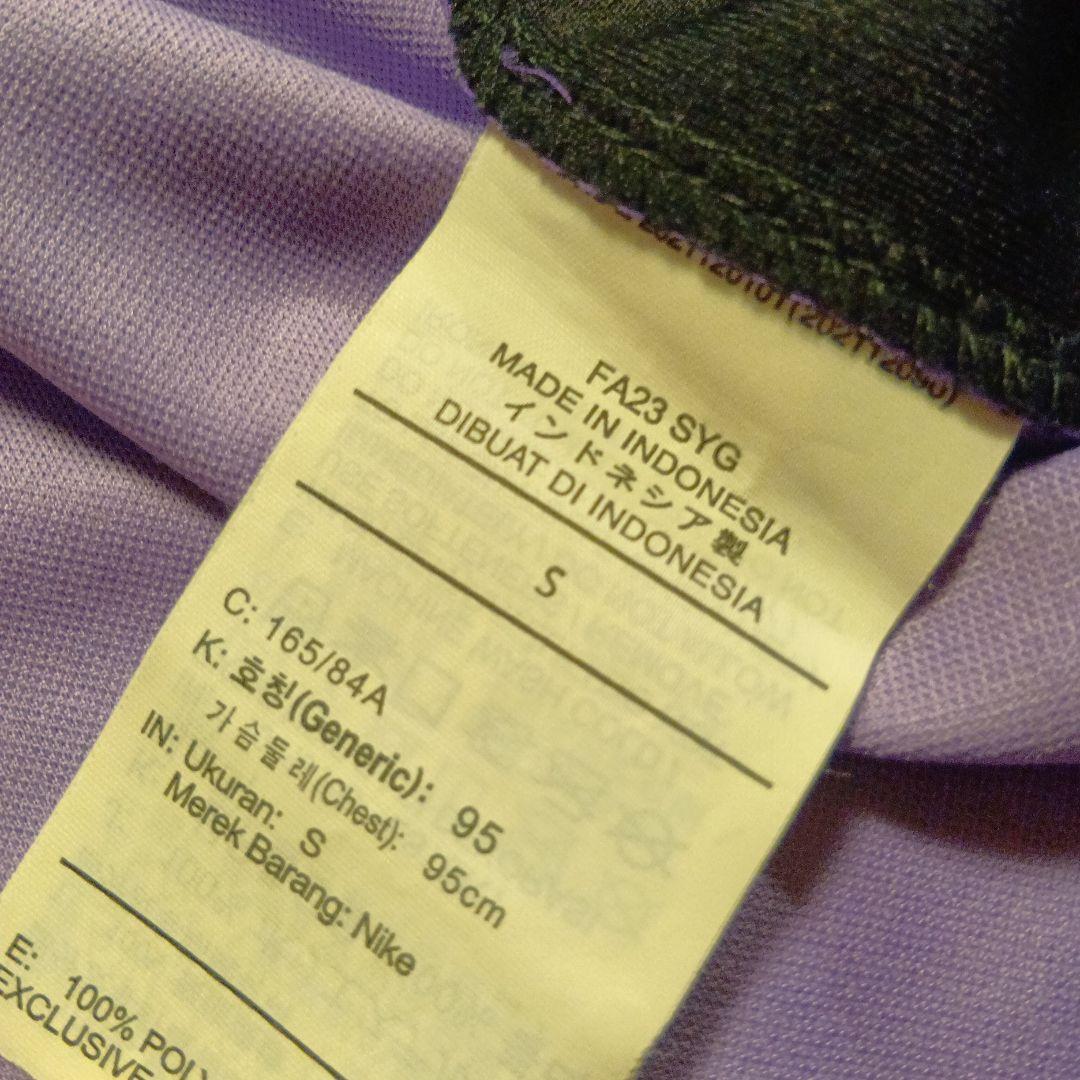 FA23 SYG
MADE IN INDONESIA
インドネシア製
DIBUAT DI INDONESIA
S
C: 165/84A
K: 호칭(Generic): 95
가슴둘레(Chest): 95cm
IN: Ukuran: S
Merek Barang: Nike
E: 100%
EXCLUSIVE